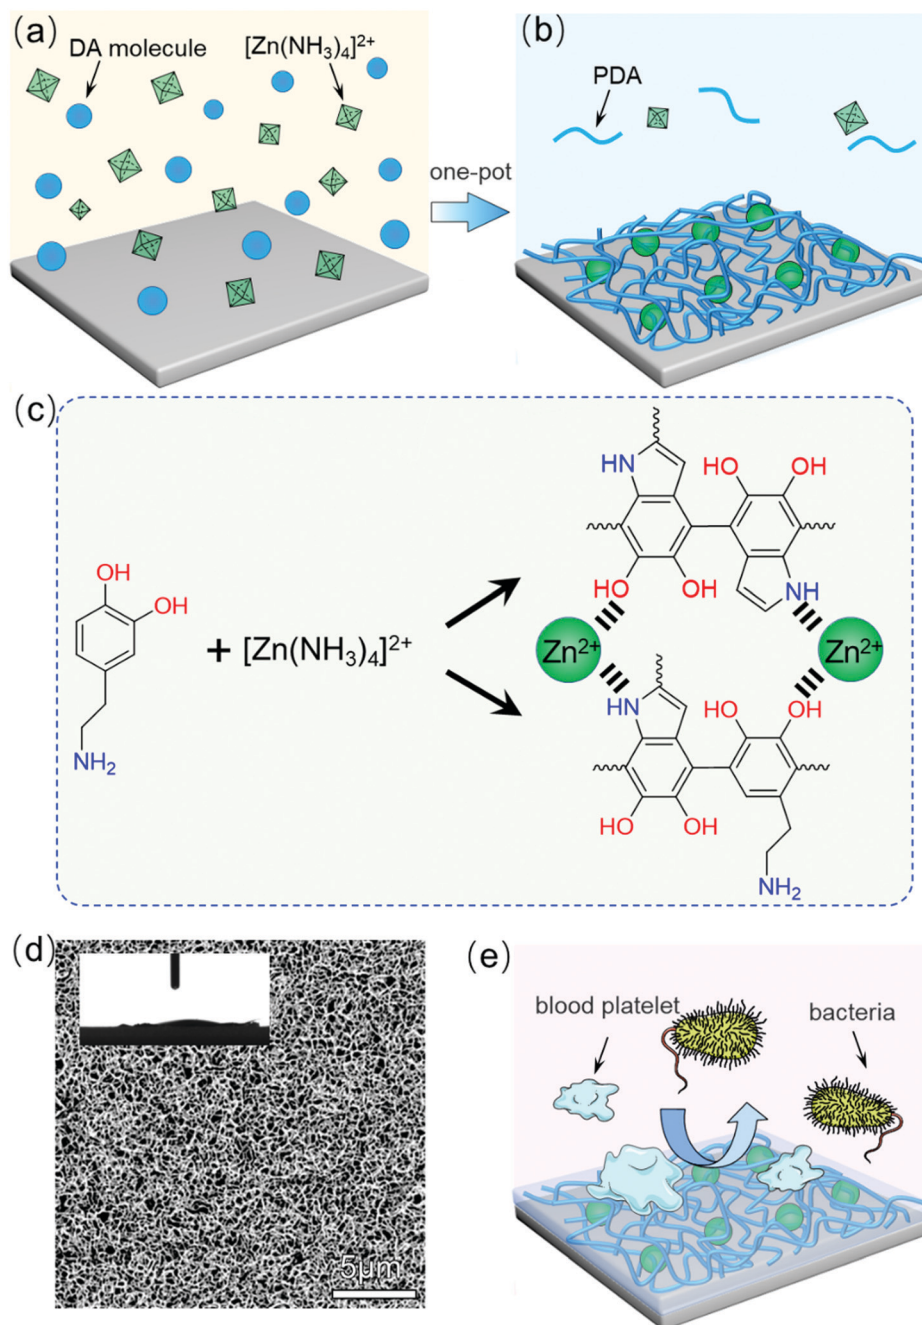 (a)
DA molecule
[Zn(NH₃)₄]²⁺
(b)
PDA
one-pot
(c)
OH
OH
NH₂
+ [Zn(NH₃)₄]²⁺
HN
HO
OH
HO
OH
NH
Zn²⁺
Zn²⁺
HN
HO
OH
HO
OH
NH₂
(d)
5μm
(e)
blood platelet
bacteria